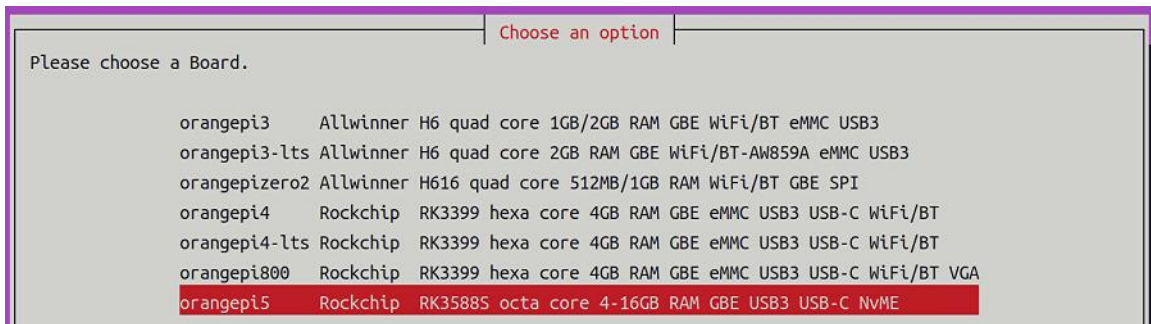 Choose an option
Please choose a Board.
orangepi3 Allwinner H6 quad core 1GB/2GB RAM GBE WiFi/BT eMMC USB3
orangepi3-lts Allwinner H6 quad core 2GB RAM GBE WiFi/BT-AW859A eMMC USB3
orangepizero2 Allwinner H616 quad core 512MB/1GB RAM WiFi/BT GBE SPI
orangepi4 Rockchip RK3399 hexa core 4GB RAM GBE eMMC USB3 USB-C WiFi/BT
orangepi4-lts Rockchip RK3399 hexa core 4GB RAM GBE eMMC USB3 USB-C WiFi/BT
orangepi800 Rockchip RK3399 hexa core 4GB RAM GBE eMMC USB3 USB-C WiFi/BT VGA
orangepi5 Rockchip RK3588S octa core 4-16GB RAM GBE USB3 USB-C NvME